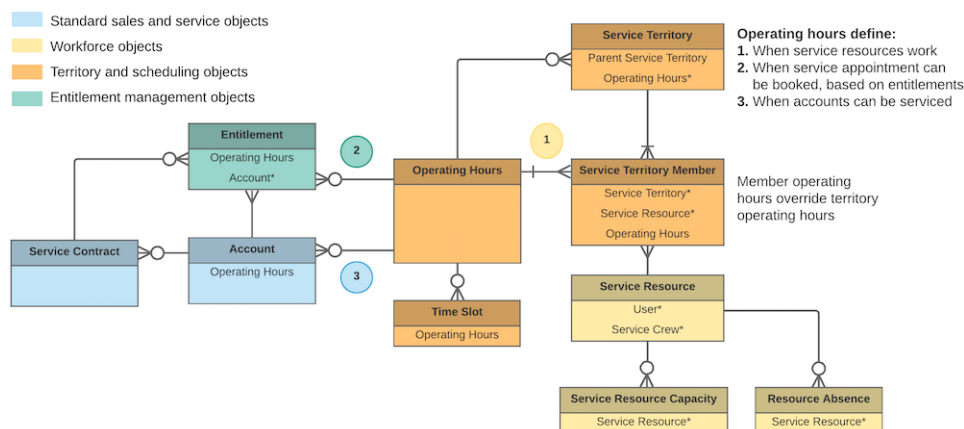 Standard sales and service objects
Workforce objects
Territory and scheduling objects
Entitlement management objects
Service Territory
Parent Service Territory
Operating Hours*
Operating hours define:
1. When service resources work
2. When service appointment can
be booked, based on entitlements
3. When accounts can be serviced
Entitlement
Operating Hours
Account*
2
1
Operating Hours
Service Territory Member
Service Territory*
Service Resource*
Operating Hours
Member operating
hours override territory
operating hours
Service Contract
Account
Operating Hours
3
Time Slot
Operating Hours
Service Resource
User*
Service Crew*
Service Resource Capacity
Service Resource*
Resource Absence
Service Resource*